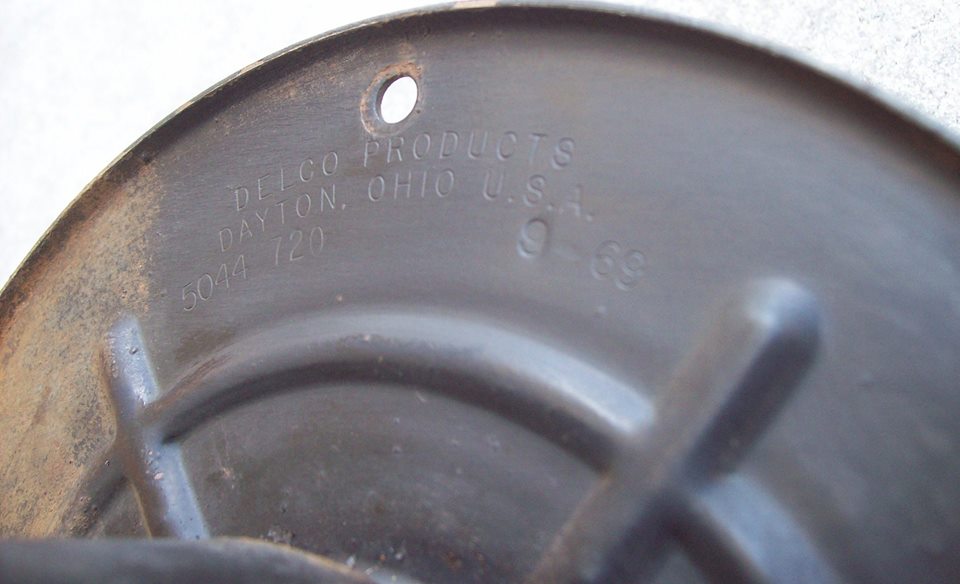 DELCO PRODUCTS
DAYTON, OHIO U.S.A.
5044 720
9-69